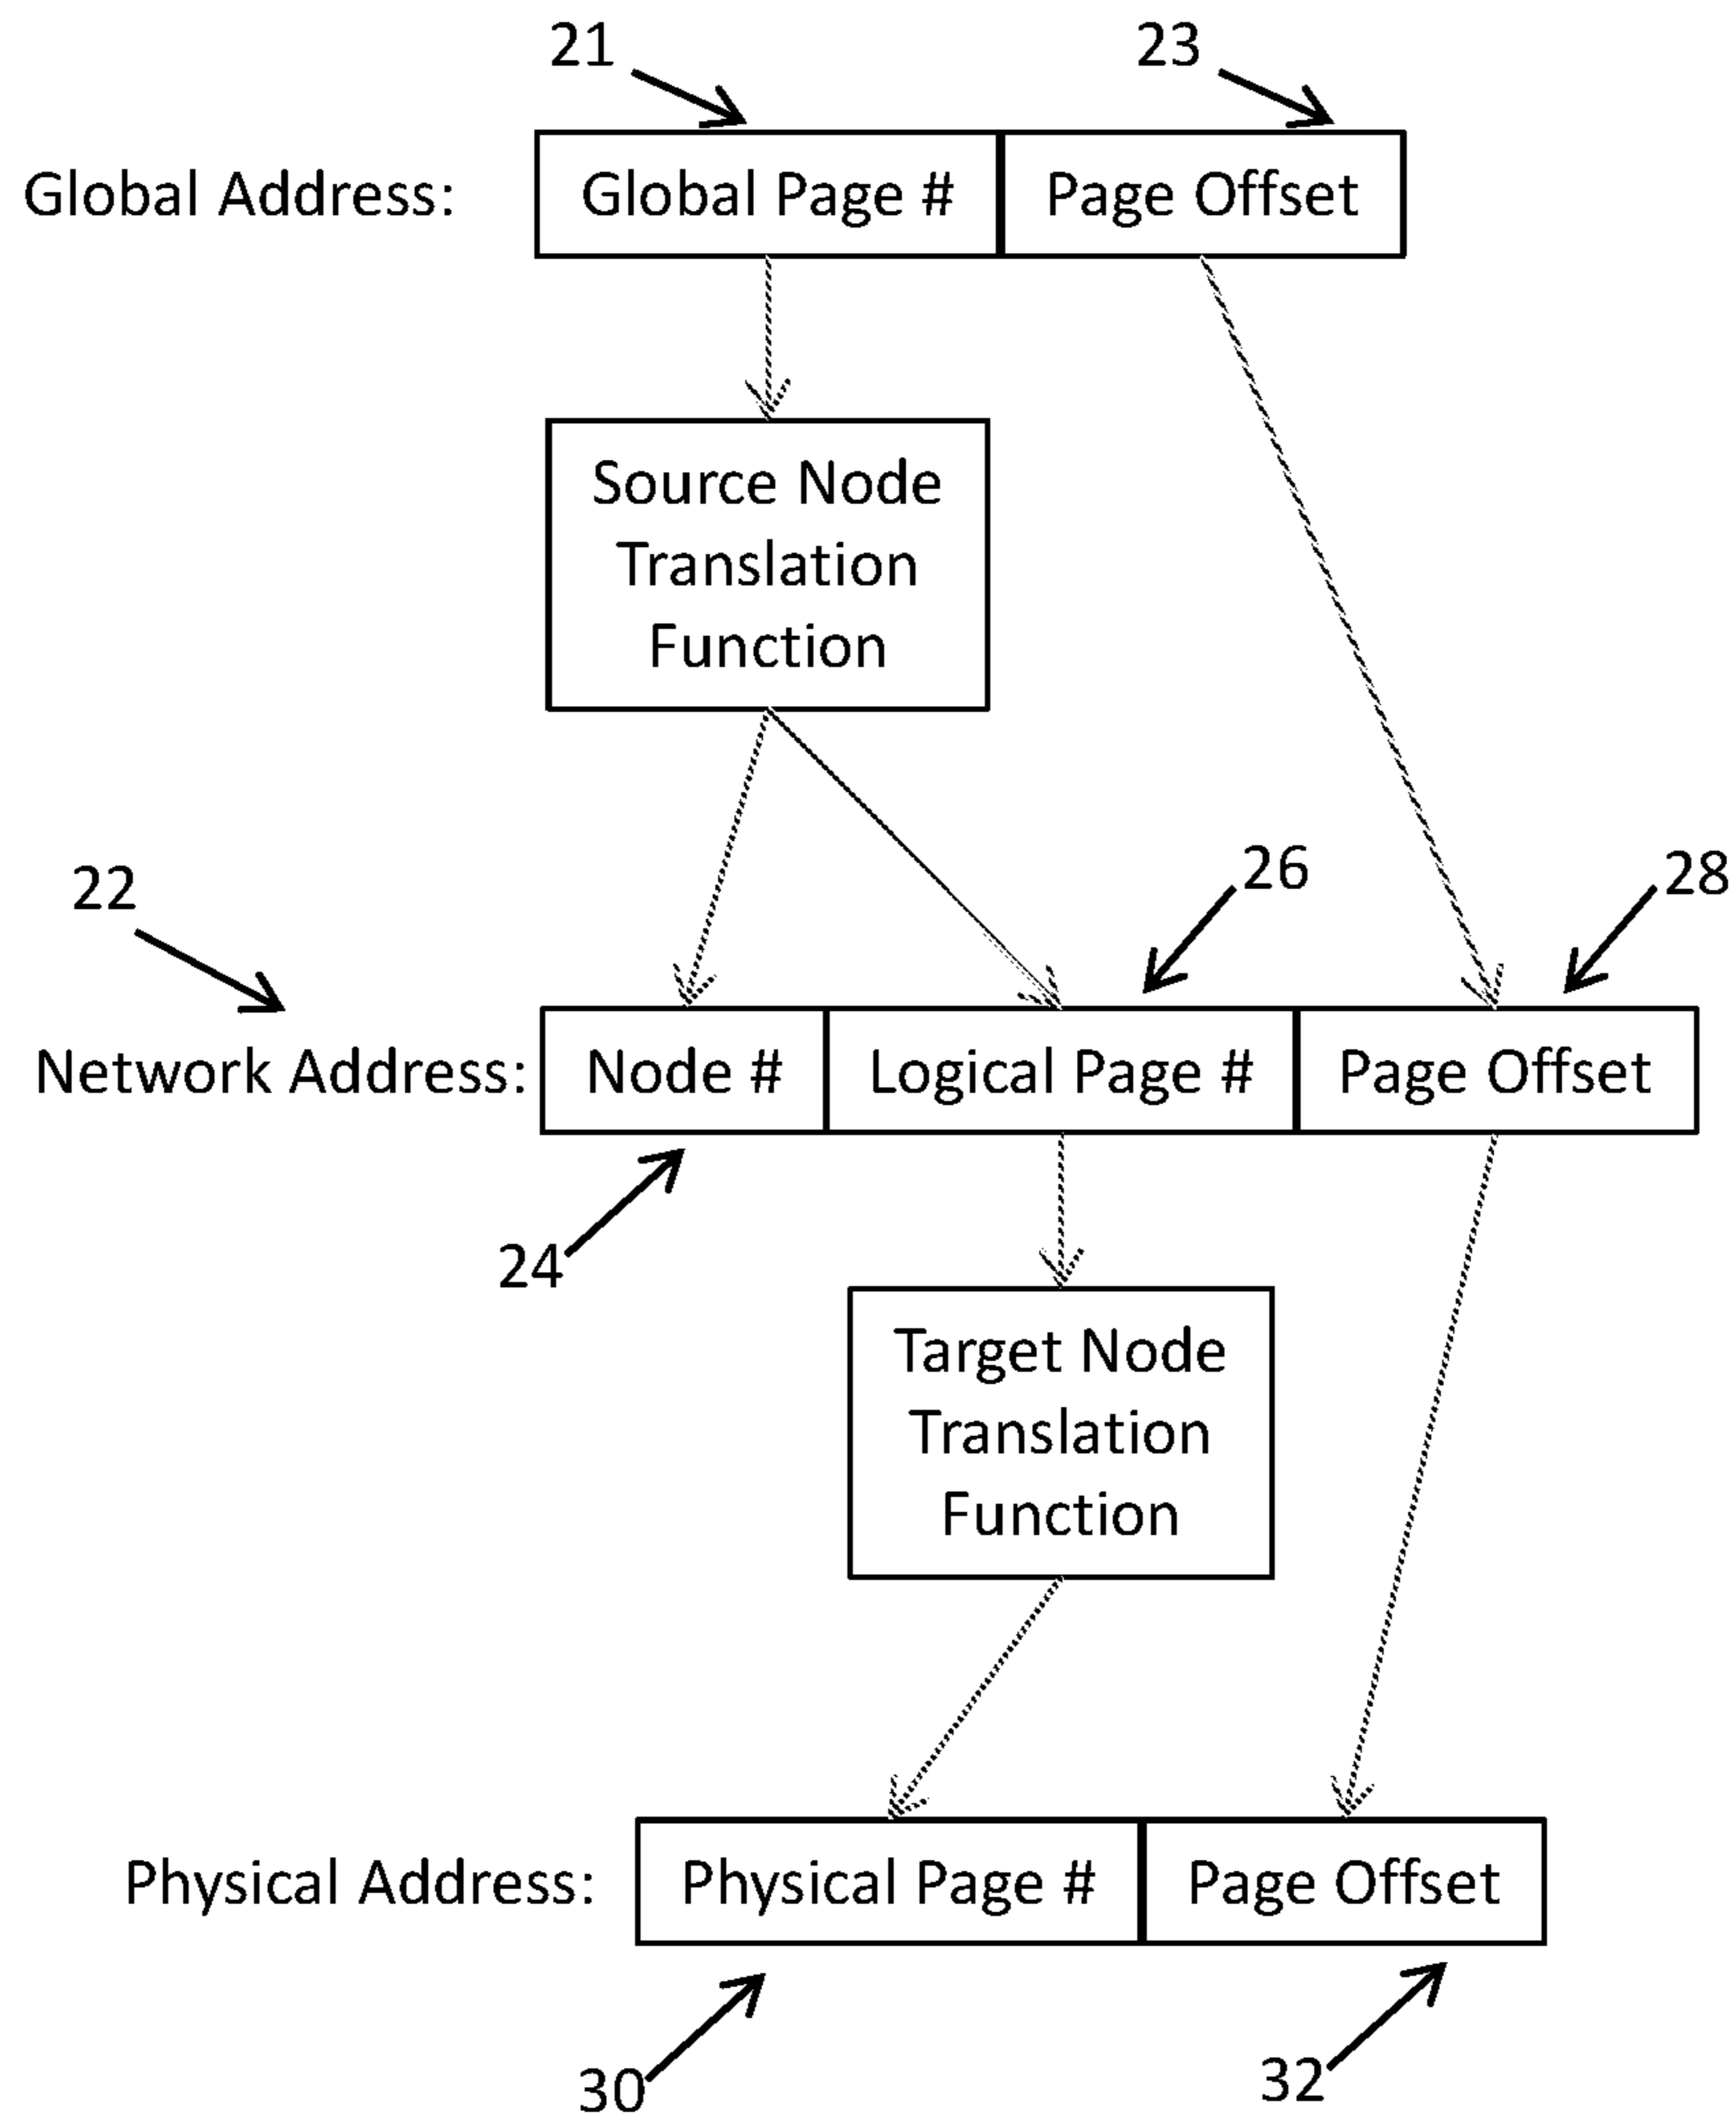 21 23
Global Address: Global Page # Page Offset
Source Node
Translation
Function
22 26 28
Network Address: Node # Logical Page # Page Offset
24
Target Node
Translation
Function
Physical Address: Physical Page # Page Offset
30 32